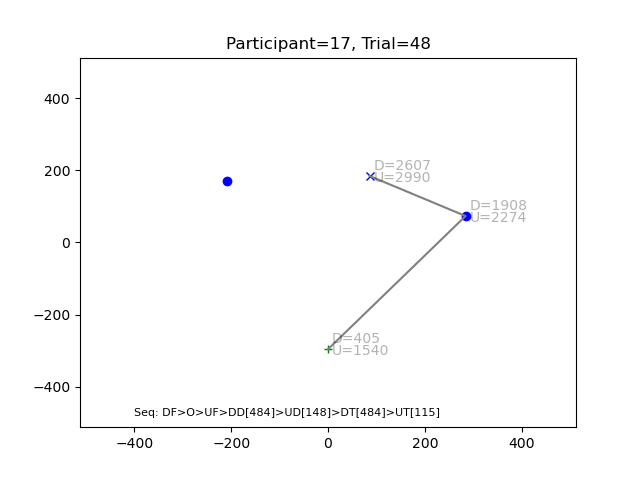 Participant=17, Trial=48
400
200
0
−200
−400
D=2607
U=2990
D=1908
U=2274
D=405
U=1540
Seq: DF>O>UF>DD[484]>UD[148]>DT[484]>UT[115]
−400
−200
0
200
400